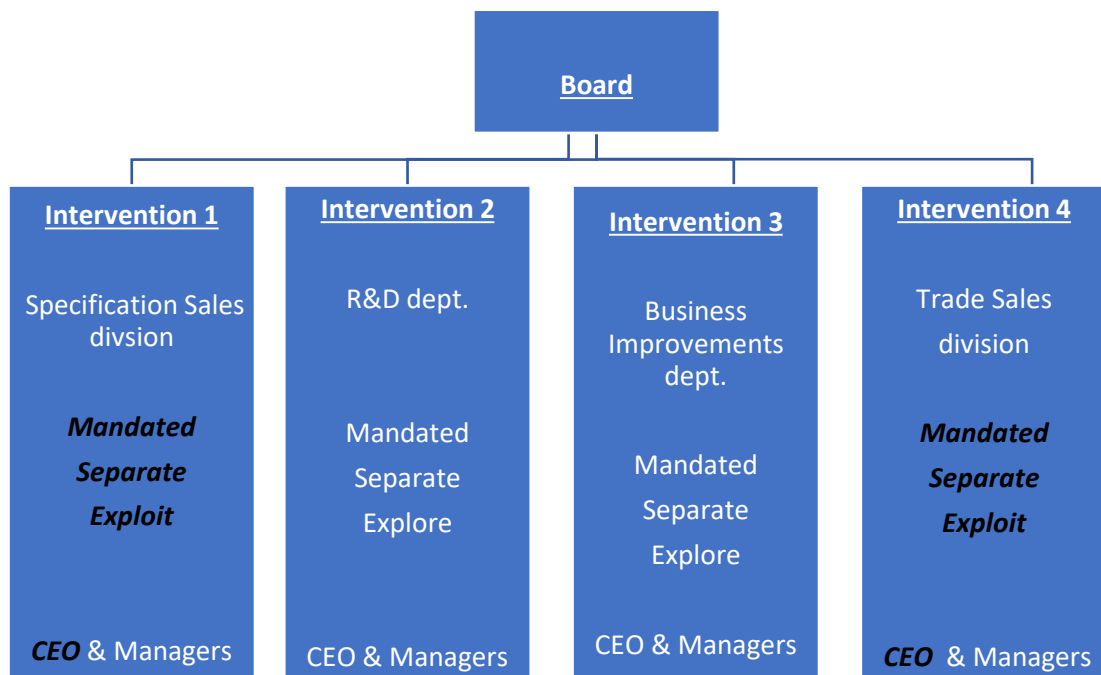 Board
Intervention 1
Specification Sales
divsion
Mandated
Separate
Exploit
CEO & Managers
Intervention 2
R&D dept.
Mandated
Separate
Explore
CEO & Managers
Intervention 3
Business
Improvements
dept.
Mandated
Separate
Explore
CEO & Managers
Intervention 4
Trade Sales
division
Mandated
Separate
Exploit
CEO & Managers